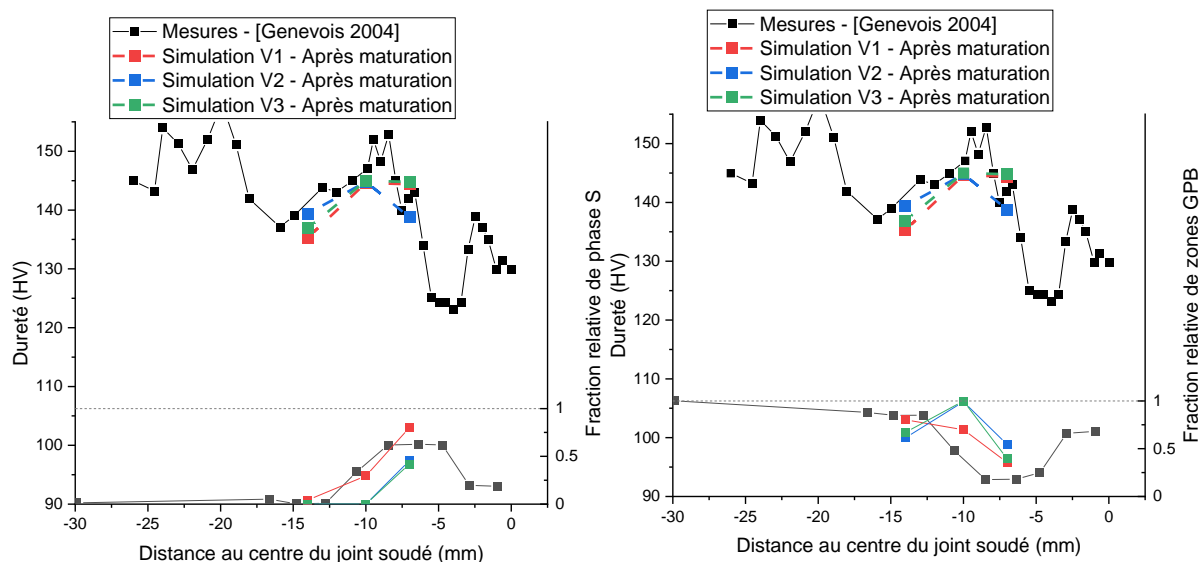 Mesures - [Genevois 2004]
Simulation V1 - Après maturation
Simulation V2 - Après maturation
Simulation V3 - Après maturation
150
140
130
120
110
100
90
Dureté (HV)
1
0.5
0
Fraction relative de phase S
-30
-25
-20
-15
-10
-5
0
Distance au centre du joint soudé (mm)
Mesures - [Genevois 2004]
Simulation V1 - Après maturation
Simulation V2 - Après maturation
Simulation V3 - Après maturation
150
140
130
120
110
100
90
Dureté (HV)
1
0.5
0
Fraction relative de zones GPB
-30
-25
-20
-15
-10
-5
0
Distance au centre du joint soudé (mm)